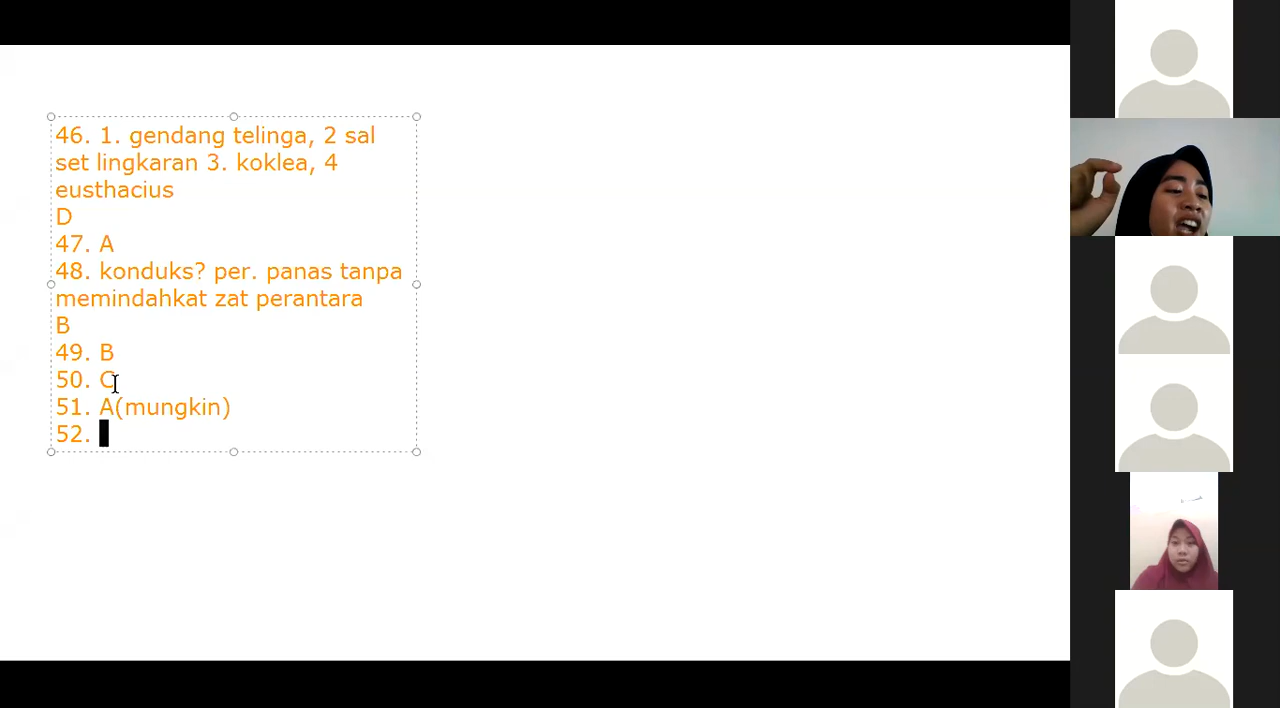 46. 1. gendang telinga, 2 sal
set lingkaran 3. koklea, 4
eusthacius
D
47. A
48. konduks? per. panas tanpa
memindahkat zat perantara
B
49. B
50. C
51. A(mungkin)
52.